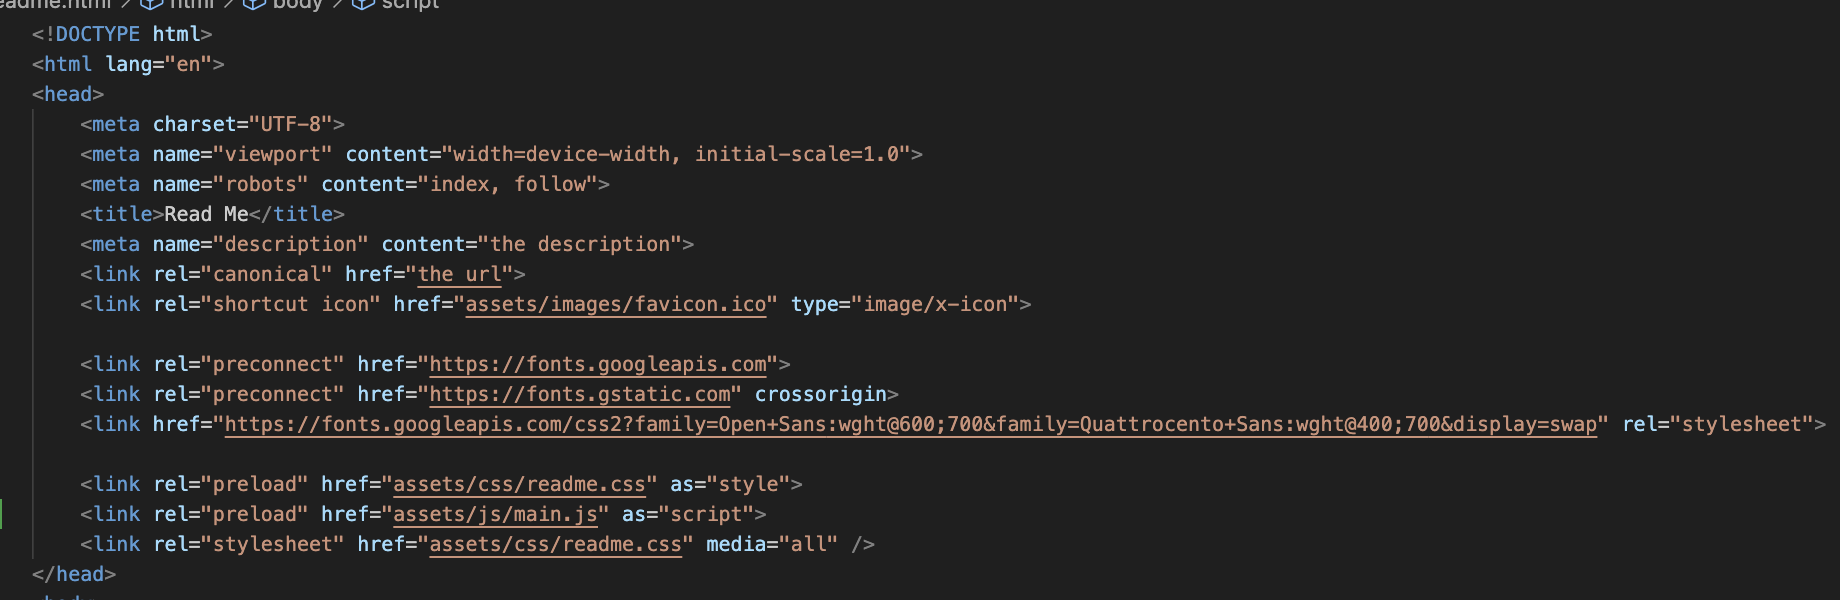 readme.html > html > body > script
<!DOCTYPE html>
<html lang="en">
<head>
<meta charset="UTF-8">
<meta name="viewport" content="width=device-width, initial-scale=1.0">
<meta name="robots" content="index, follow">
<title>Read Me</title>
<meta name="description" content="the description">
<link rel="canonical" href="the url">
<link rel="shortcut icon" href="assets/images/favicon.ico" type="image/x-icon">
<link rel="preconnect" href="https://fonts.googleapis.com">
<link rel="preconnect" href="https://fonts.gstatic.com" crossorigin>
<link href="https://fonts.googleapis.com/css2?family=Open+Sans:wght@600;700&family=Quattrocento+Sans:wght@400;700&display=swap" rel="stylesheet">
<link rel="preload" href="assets/css/readme.css" as="style">
<link rel="preload" href="assets/js/main.js" as="script">
<link rel="stylesheet" href="assets/css/readme.css" media="all" />
</head>